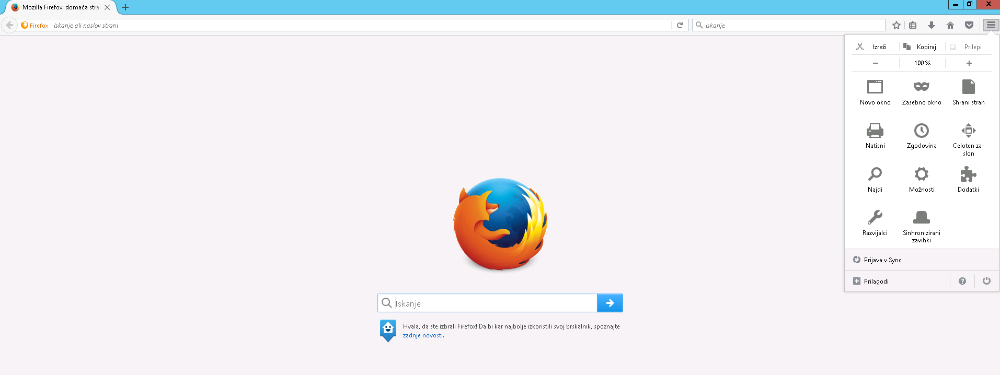 Mozilla Firefox: domača stra
Firefox Iskanje ali naslov strani
Iskanje
Izreži Kopiraj Prilepi
100%
Novo okno Zasebno okno Shrani stran
Natisni Zgodovina Celoten za-
slon
Najdi Možnosti Dodatki
Razvijalci Sinhronizirani
zavihki
Prijava v Sync
Prilagodi
Iskanje
Hvala, da ste izbrali Firefox! Da bi kar najbolje izkoristili svoj brskalnik, spoznajte
zadnje novosti.